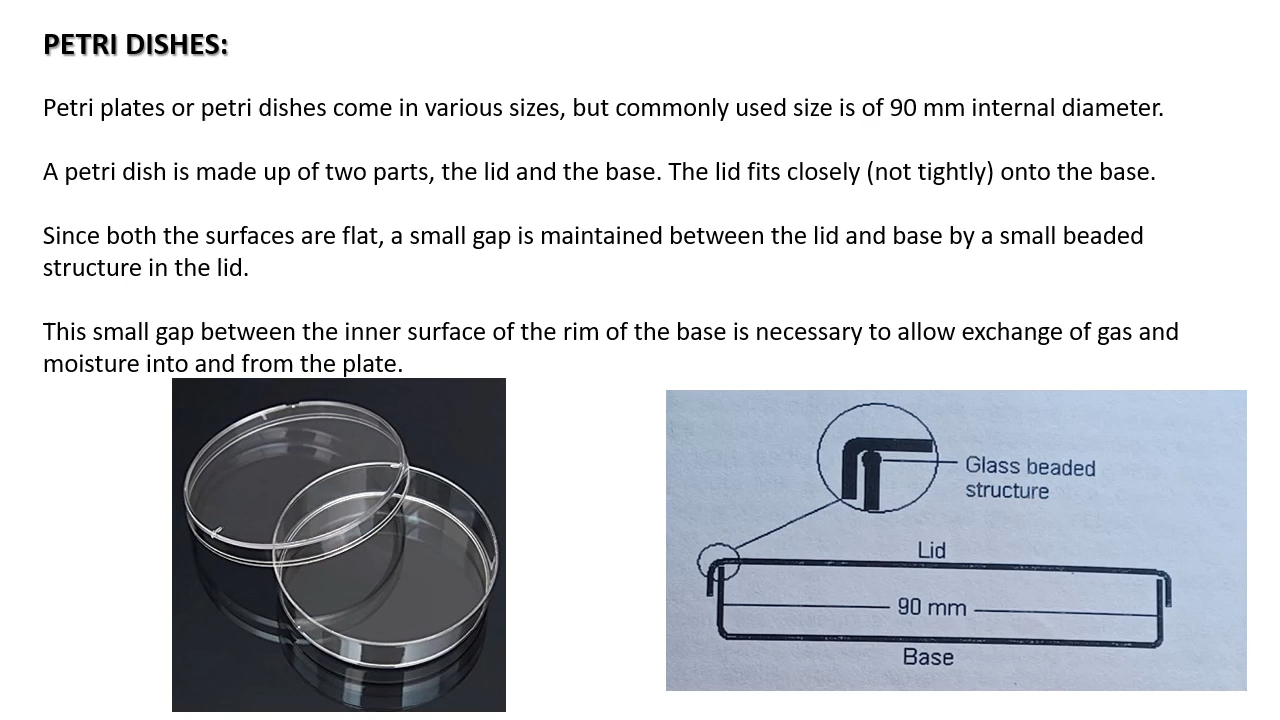 PETRI DISHES:
Petri plates or petri dishes come in various sizes, but commonly used size is of 90 mm internal diameter.
A petri dish is made up of two parts, the lid and the base. The lid fits closely (not tightly) onto the base.
Since both the surfaces are flat, a small gap is maintained between the lid and base by a small beaded
structure in the lid.
This small gap between the inner surface of the rim of the base is necessary to allow exchange of gas and
moisture into and from the plate.
Glass beaded
structure
Lid
90 mm
Base